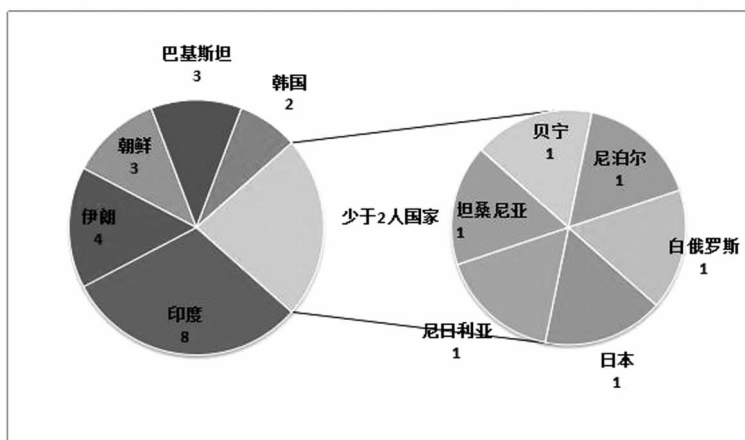 巴基斯坦
3
韩国
2
朝鲜
3
伊朗
4
印度
8
少于2人国家
贝宁
1
尼泊尔
1
坦桑尼亚
1
白俄罗斯
1
尼日利亚
1
日本
1